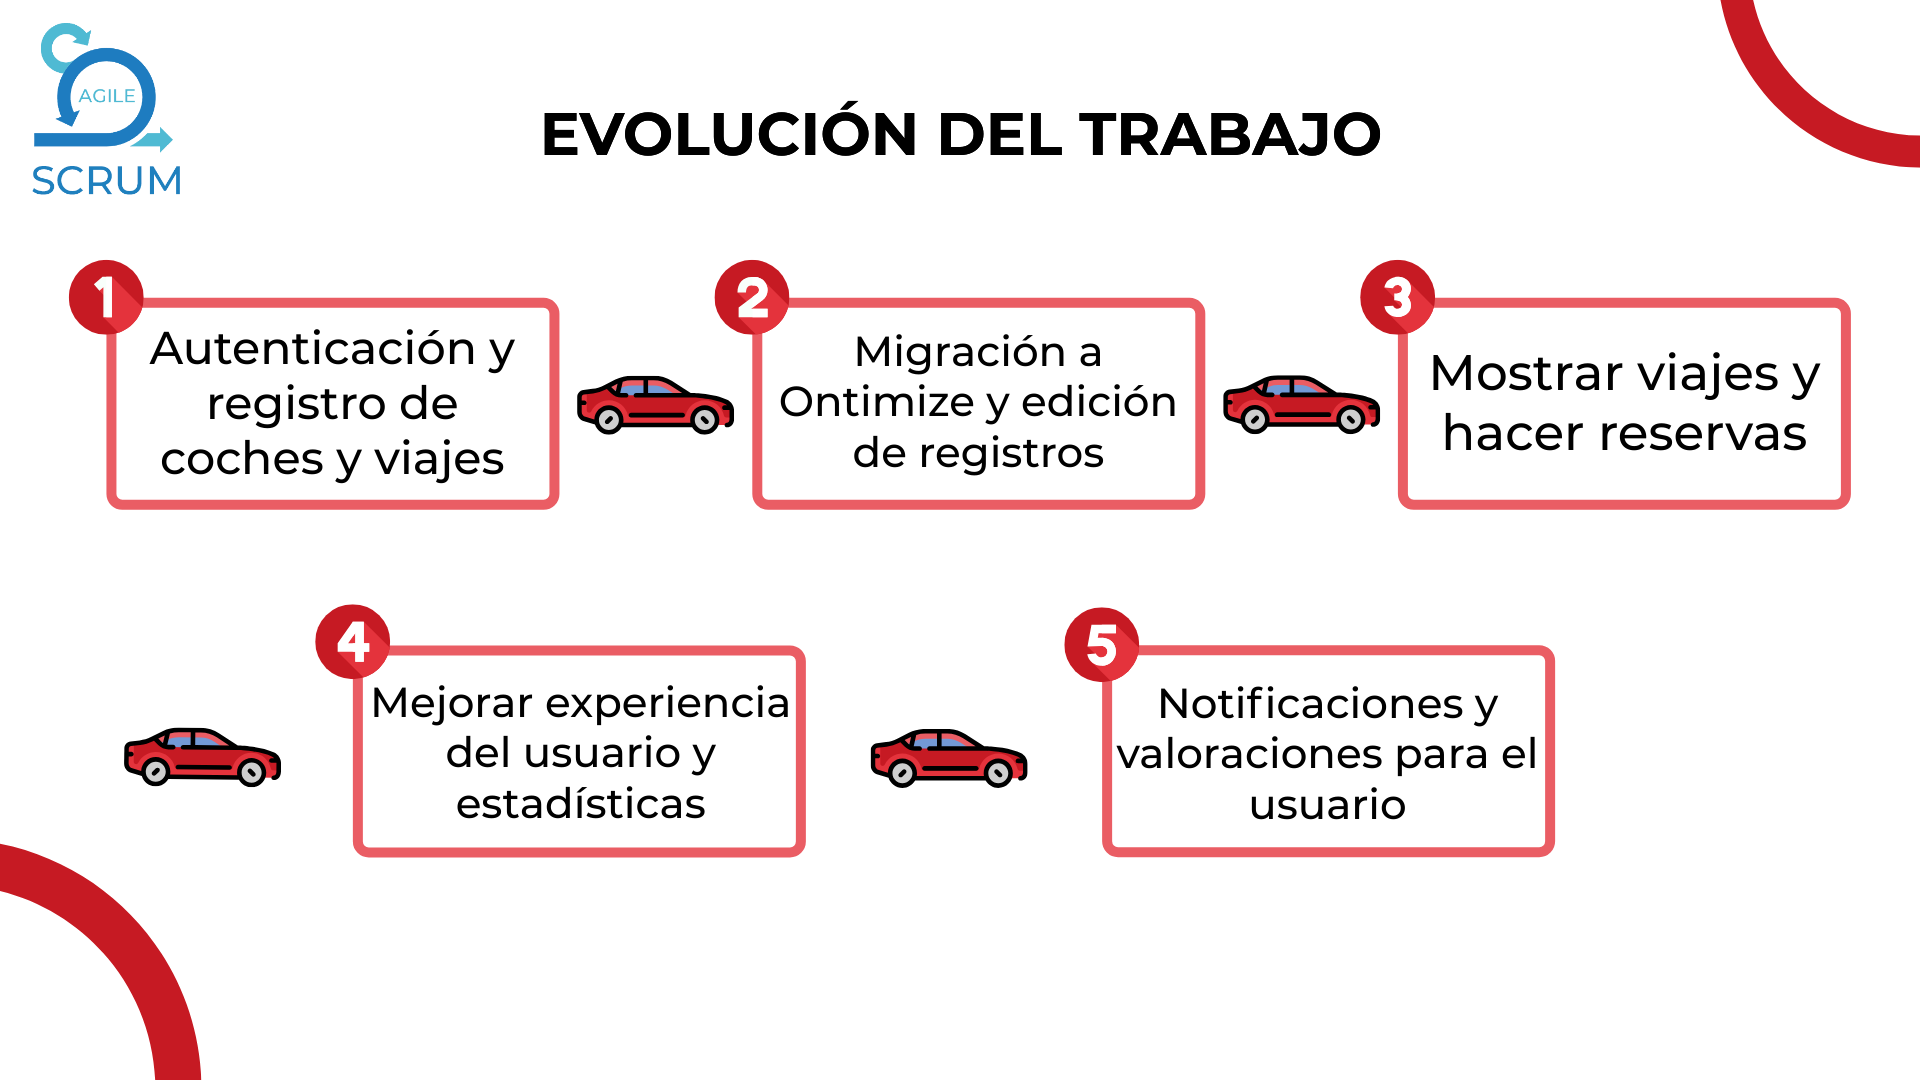 AGILE
SCRUM
EVOLUCIÓN DEL TRABAJO
1
Autenticación y
registro de
coches y viajes
2
Migración a
Ontimize y edición
de registros
3
Mostrar viajes y
hacer reservas
4
Mejorar experiencia
del usuario y
estadísticas
5
Notificaciones y
valoraciones para el
usuario